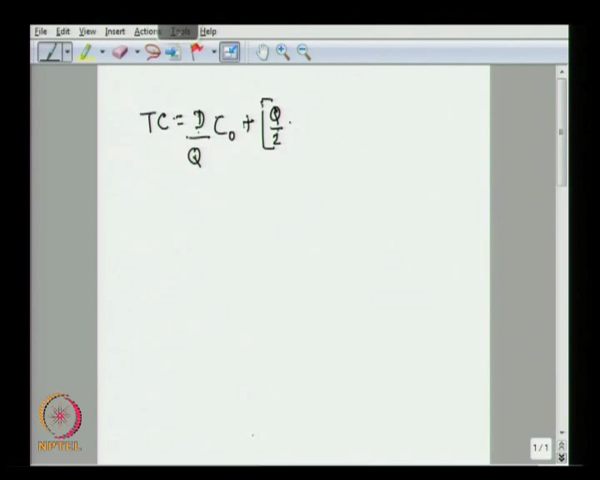 File Edit View Insert Actions Tools Help
TC = D/Q C₀ + [Q/2
NPTEL
1/1